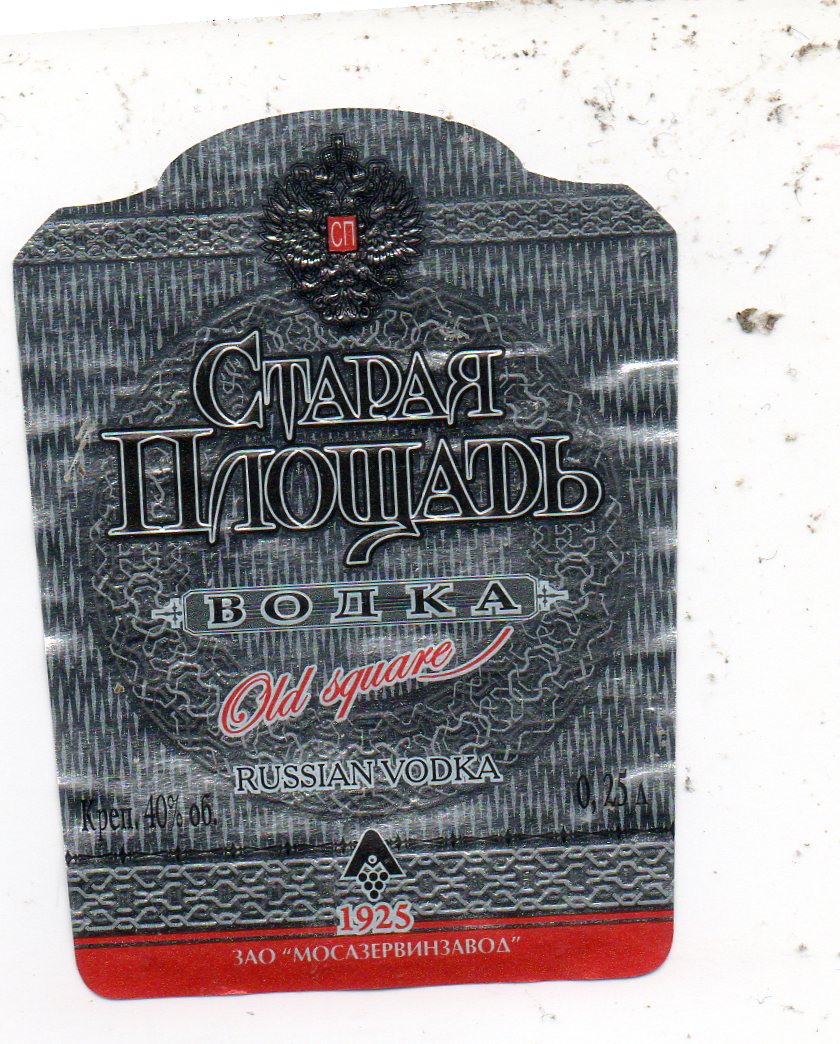 СП
Старая
Площадь
ВОДКА
Old square
RUSSIAN VODKA
Креп. 40% об.
0,25 л
1925
ЗАО "МОСАЗЕРВИНЗАВОД"